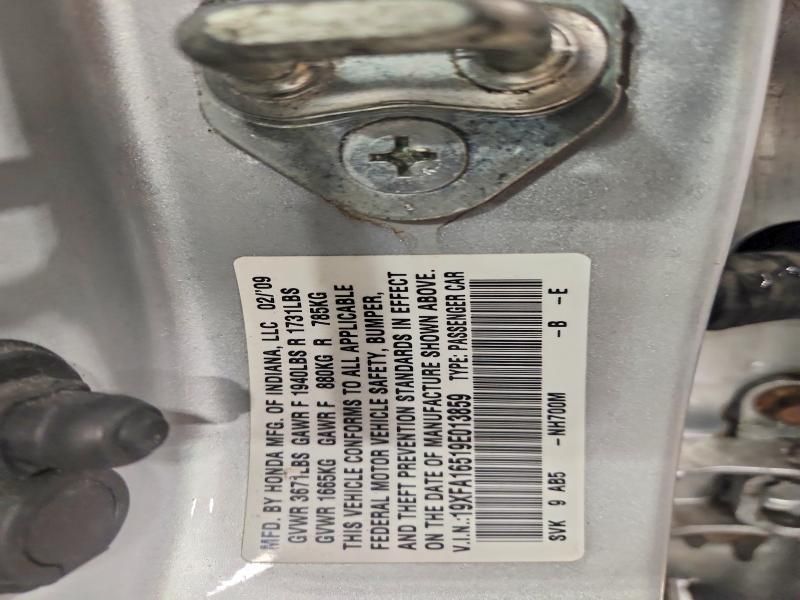 MFD. BY HONDA MFG. OF INDIANA, LLC 02/'09
GVWR 3671LBS GAWR F 1940LBS R 1731LBS
GVWR 1665KG GAWR F 880KG R 785KG
THIS VEHICLE CONFORMS TO ALL APPLICABLE
FEDERAL MOTOR VEHICLE SAFETY, BUMPER,
AND THEFT PREVENTION STANDARDS IN EFFECT
ON THE DATE OF MANUFACTURE SHOWN ABOVE.
V.I.N.:19XFA16519E013859 TYPE: PASSENGER CAR
SVK 9 AB5 -NH700M -B -E